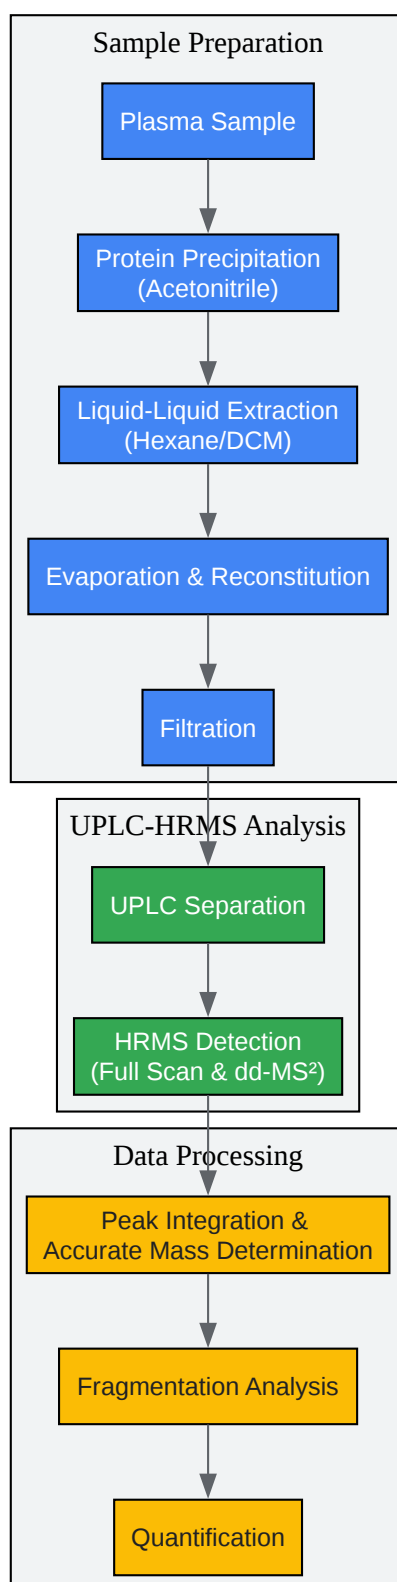 Sample Preparation
Plasma Sample
Protein Precipitation
(Acetonitrile)
Liquid-Liquid Extraction
(Hexane/DCM)
Evaporation & Reconstitution
Filtration
UPLC-HRMS Analysis
UPLC Separation
HRMS Detection
(Full Scan & dd-MS²)
Data Processing
Peak Integration &
Accurate Mass Determination
Fragmentation Analysis
Quantification